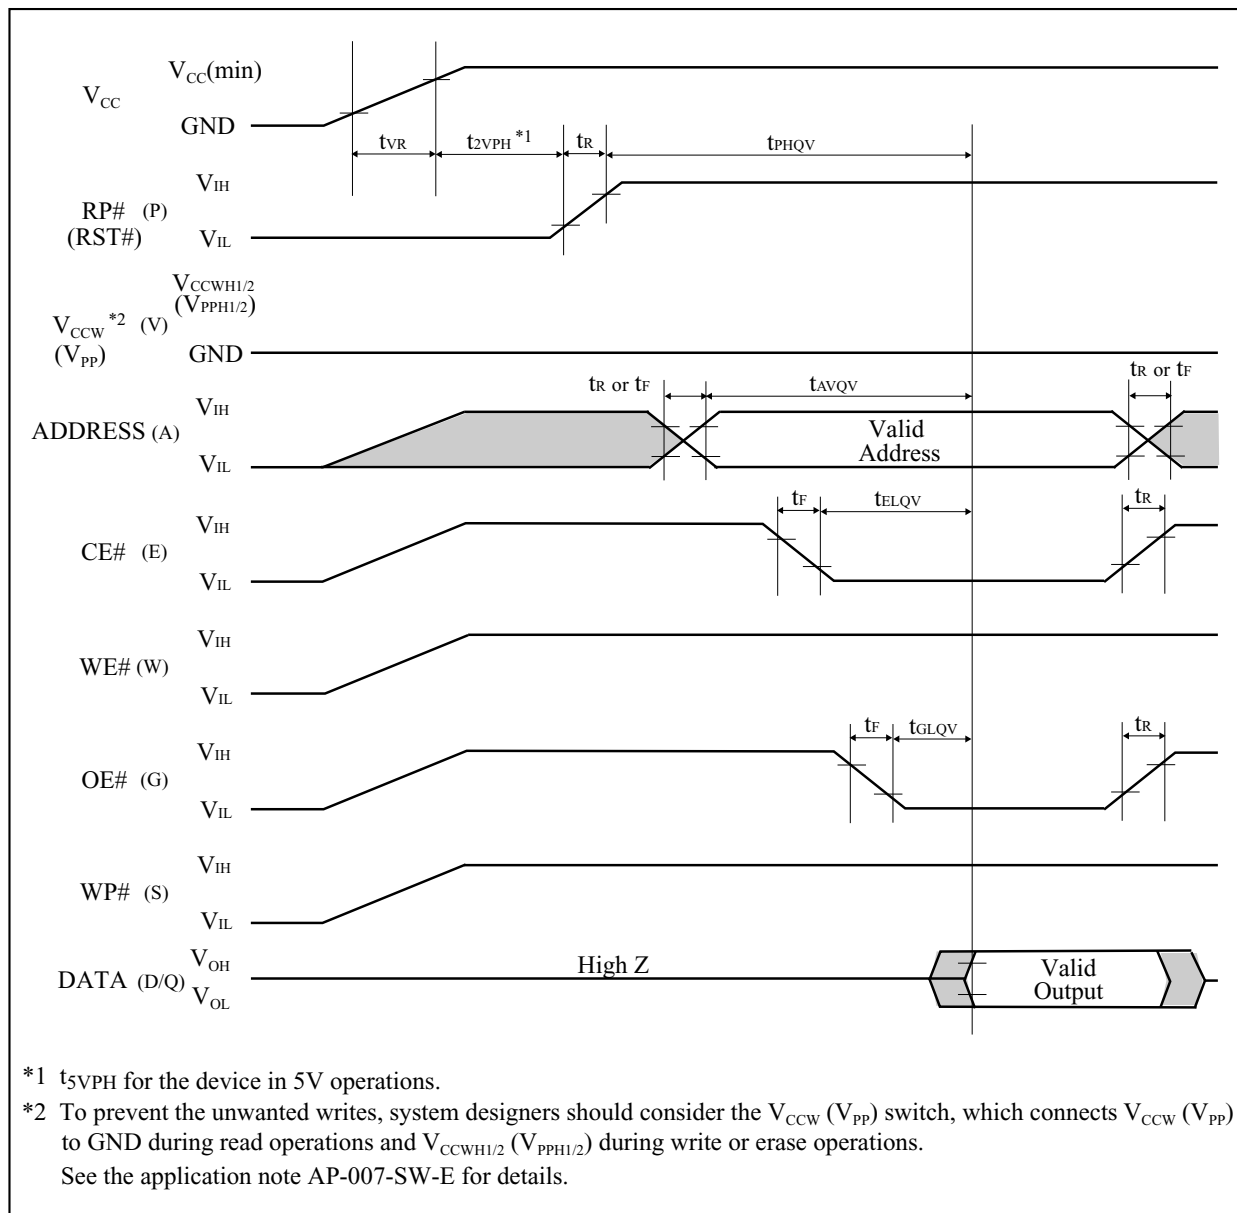 VCC(min)
VCC
GND
tVR
t2VPH *1
tR
tPHQV
VIH
RP# (P)
(RST#)
VIL
VCCWH1/2
(VPPH1/2)
VCCW *2 (V)
(VPP)
GND
tR or tF
tAVQV
tR or tF
VIH
ADDRESS (A)
Valid
Address
VIL
tF
tELQV
tR
VIH
CE# (E)
VIL
VIH
WE# (W)
VIL
tF
tGLQV
tR
VIH
OE# (G)
VIL
VIH
WP# (S)
VIL
VOH
High Z
DATA (D/Q)
Valid
Output
VOL
*1 t5VPH for the device in 5V operations.
*2 To prevent the unwanted writes, system designers should consider the VCCW (VPP) switch, which connects VCCW (VPP)
to GND during read operations and VCCWH1/2 (VPPH1/2) during write or erase operations.
See the application note AP-007-SW-E for details.